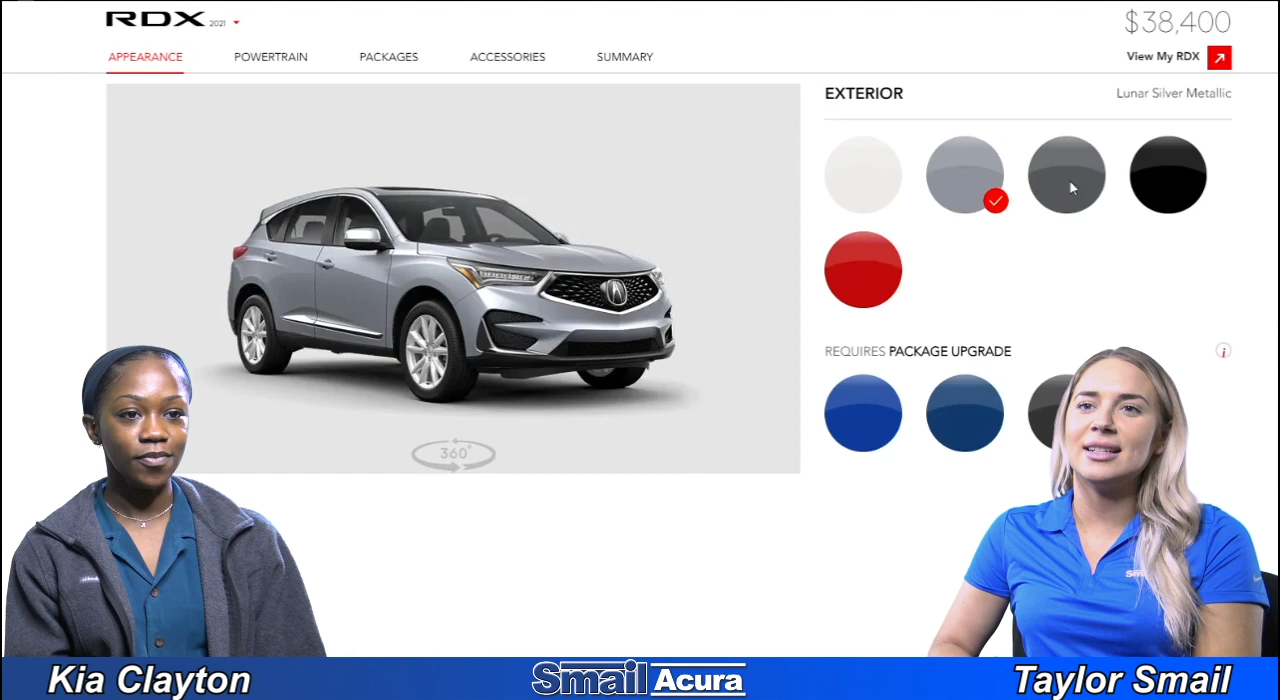 RDX 2021
$38,400
APPEARANCE POWERTRAIN PACKAGES ACCESSORIES SUMMARY
View My RDX
EXTERIOR Lunar Silver Metallic
REQUIRES PACKAGE UPGRADE i
360°
Kia Clayton Smail Acura Taylor Smail